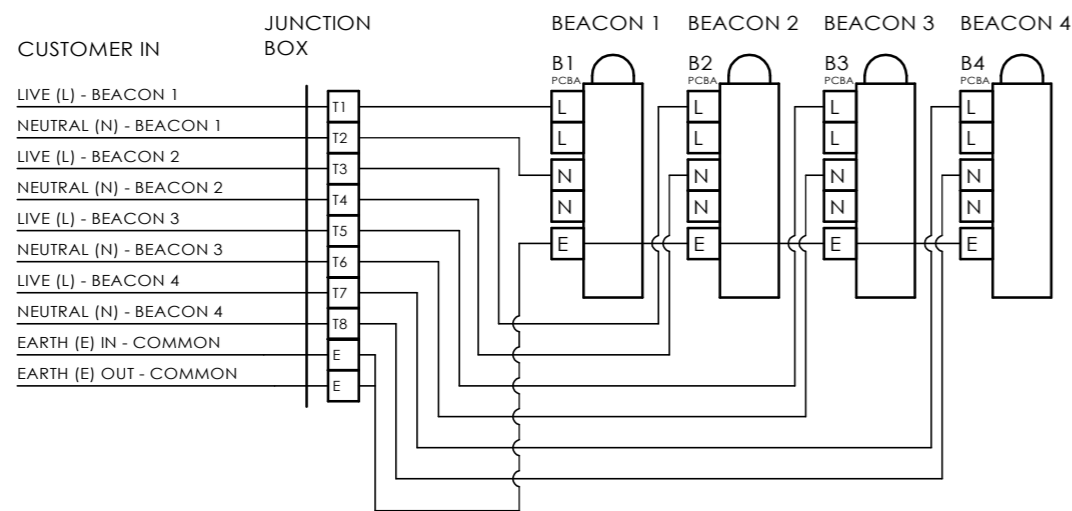 CUSTOMER IN
JUNCTION
BOX
BEACON 1
BEACON 2
BEACON 3
BEACON 4
LIVE (L) - BEACON 1
NEUTRAL (N) - BEACON 1
LIVE (L) - BEACON 2
NEUTRAL (N) - BEACON 2
LIVE (L) - BEACON 3
NEUTRAL (N) - BEACON 3
LIVE (L) - BEACON 4
NEUTRAL (N) - BEACON 4
EARTH (E) IN - COMMON
EARTH (E) OUT - COMMON
T1
T2
T3
T4
T5
T6
T7
T8
E
E
B1
PCBA
L
L
N
N
E
B2
PCBA
L
L
N
N
E
B3
PCBA
L
L
N
N
E
B4
PCBA
L
L
N
N
E